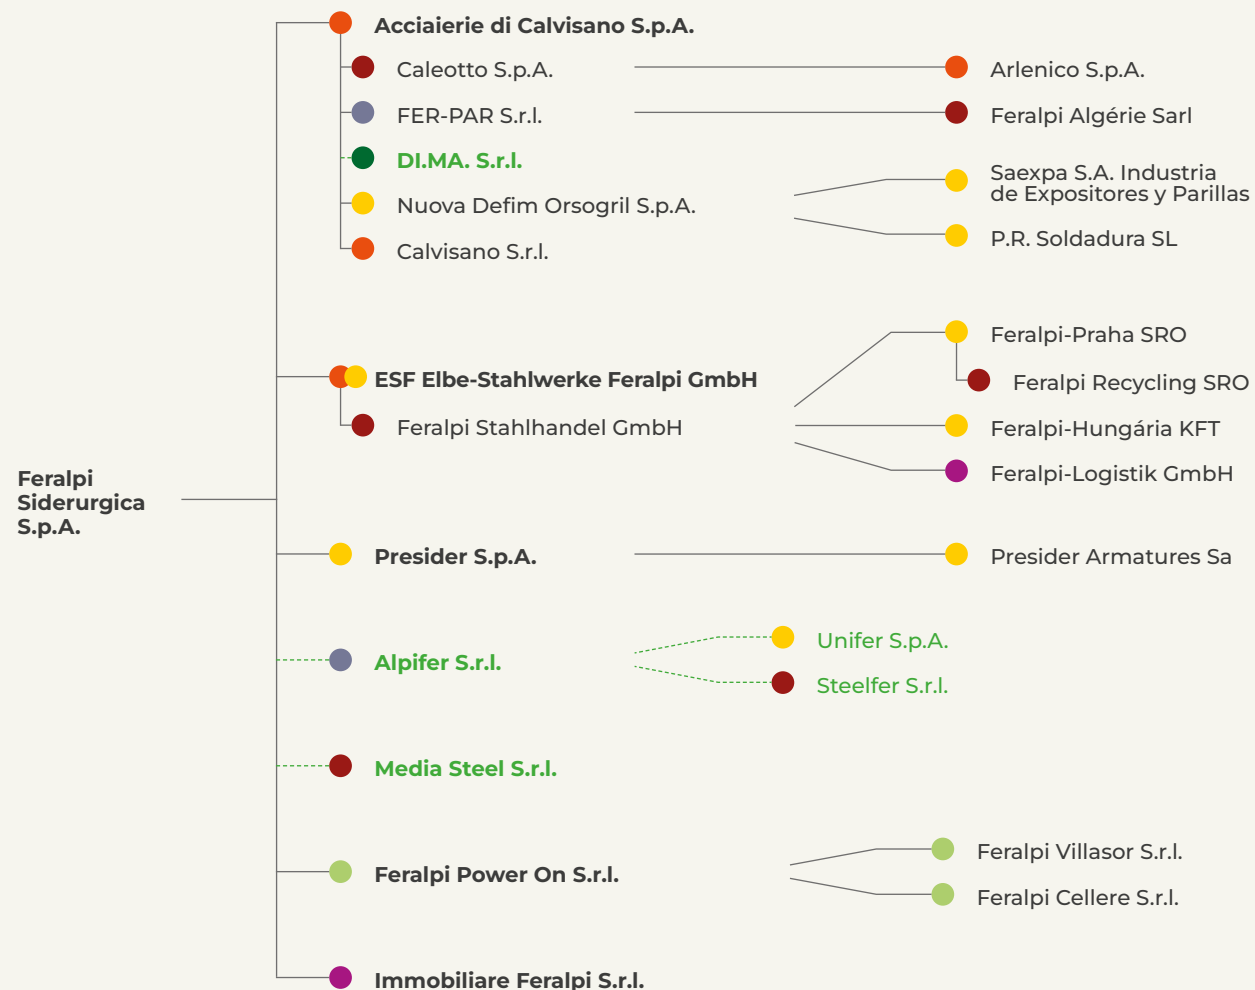 Acciaierie di Calvisano S.p.A.
Caleotto S.p.A.
Arlenico S.p.A.
FER-PAR S.r.l.
Feralpi Algérie Sarl
DI.MA. S.r.l.
Nuova Defim Orsogril S.p.A.
Saexpa S.A. Industria
de Expositores y Parillas
P.R. Soldadura SL
Calvisano S.r.l.
ESF Elbe-Stahlwerke Feralpi GmbH
Feralpi Stahlhandel GmbH
Feralpi-Praha SRO
Feralpi Recycling SRO
Feralpi-Hungária KFT
Feralpi-Logistik GmbH
Feralpi
Siderurgica
S.p.A.
Presider S.p.A.
Presider Armatures Sa
Alpifer S.r.l.
Unifer S.p.A.
Steelfer S.r.l.
Media Steel S.r.l.
Feralpi Power On S.r.l.
Feralpi Villasor S.r.l.
Feralpi Cellere S.r.l.
Immobiliare Feralpi S.r.l.